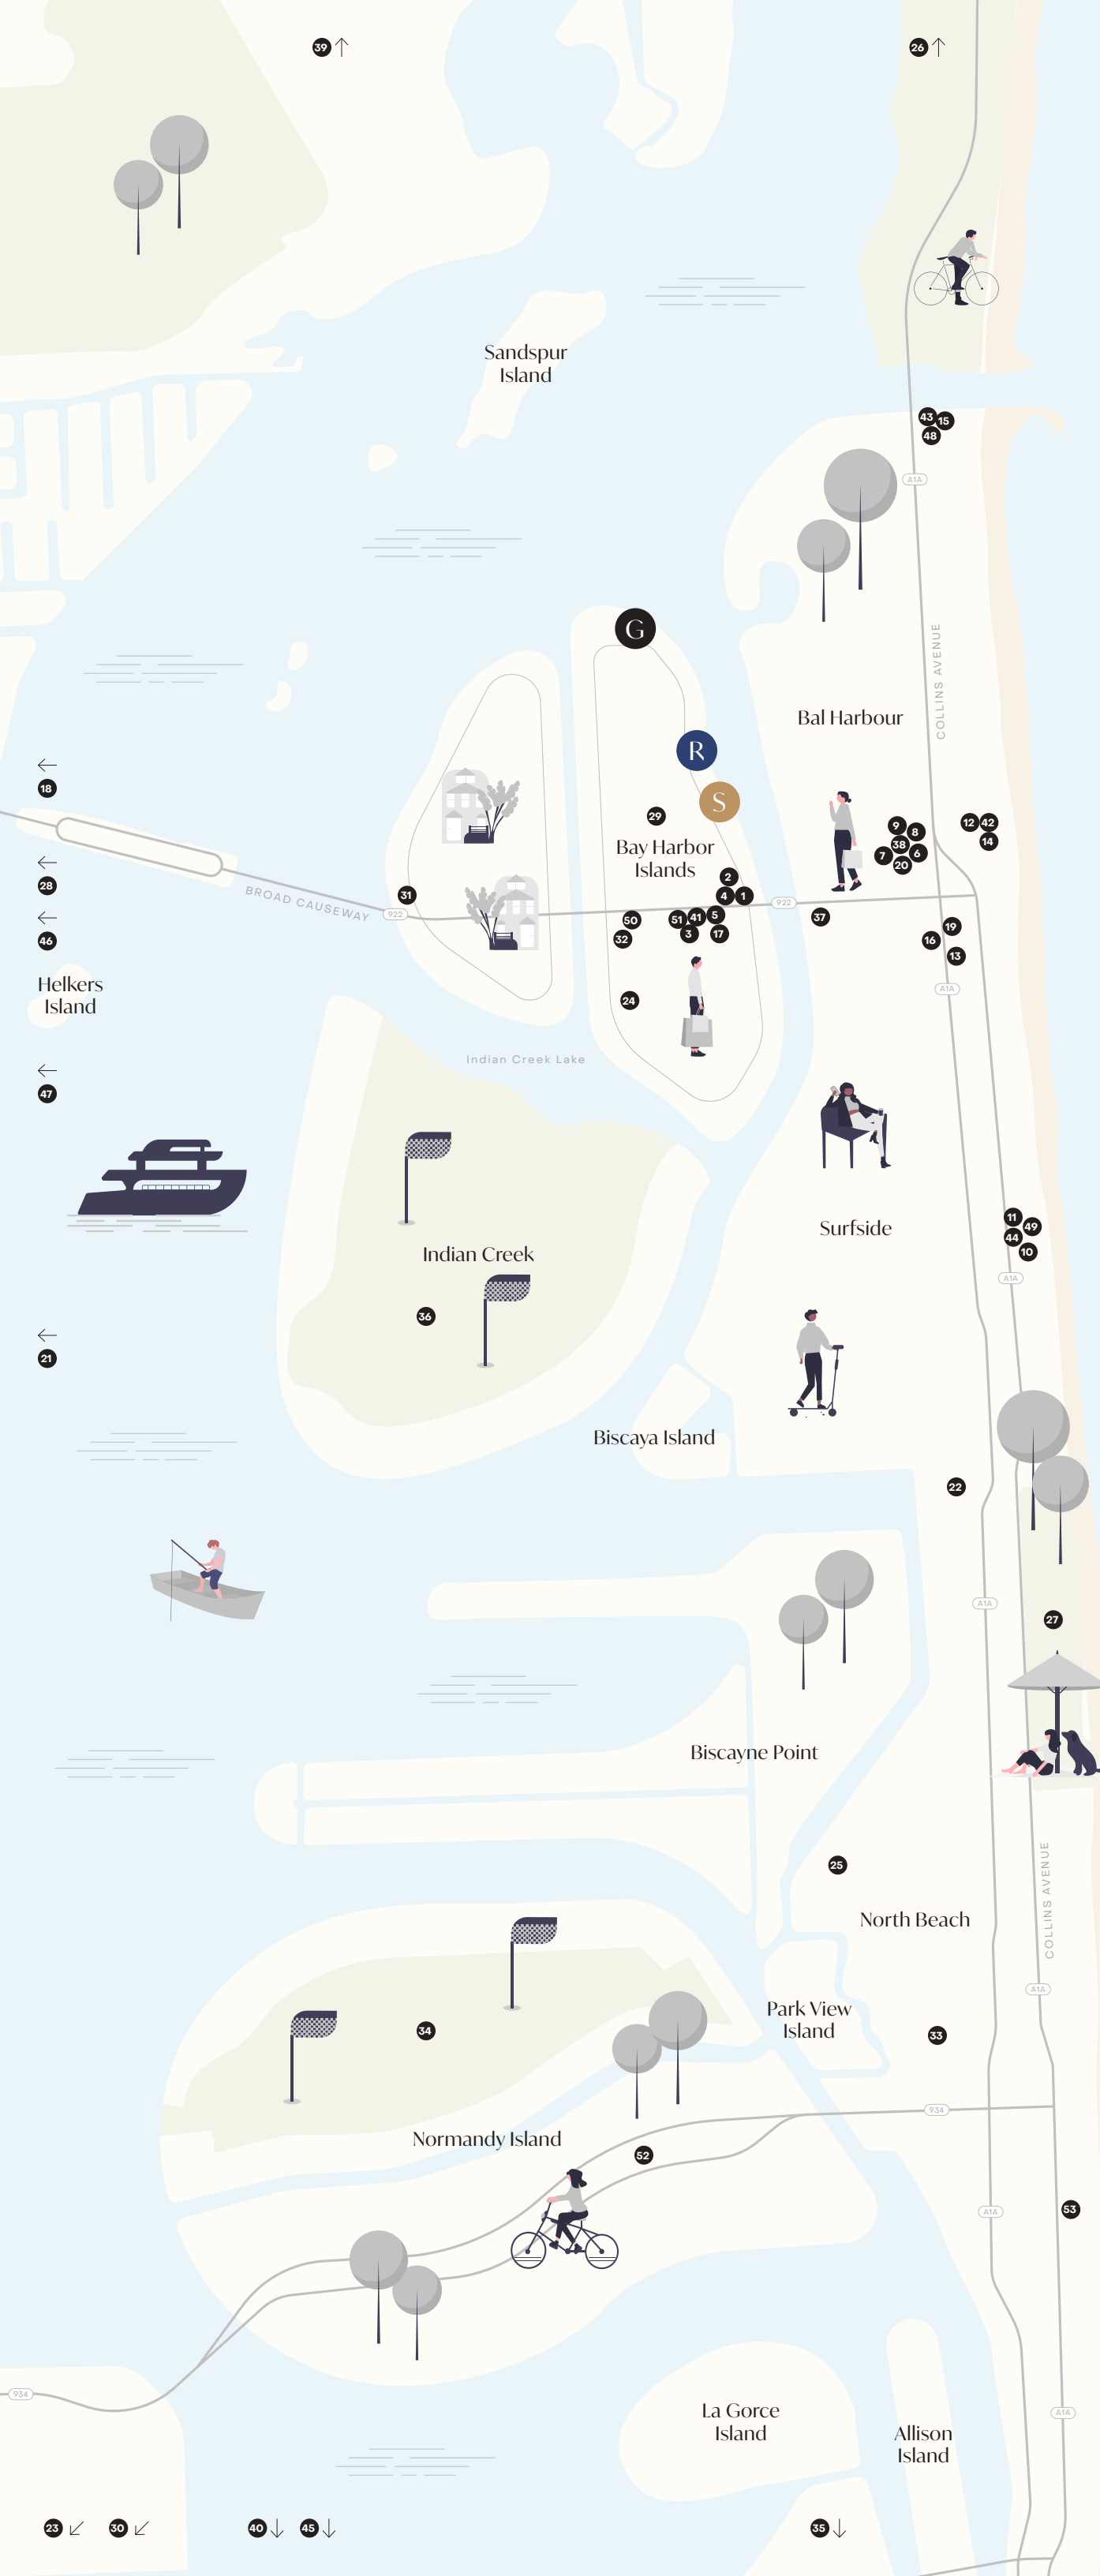 39
26
Sandspur
Island
43
15
48
A1A
G
COLLINS AVENUE
Bal Harbour
R
S
18
29
9
8
12
42
38
14
7
6
20
Bay Harbor
Islands
28
BROAD CAUSEWAY
31
922
2
4
1
922
50
51
41
5
37
19
46
32
3
17
16
13
Helkers
Island
24
A1A
Indian Creek Lake
47
11
49
Surfside
44
10
Indian Creek
A1A
36
21
Biscaya Island
22
A1A
27
Biscayne Point
25
COLLINS AVENUE
North Beach
A1A
Park View
Island
34
33
934
Normandy Island
52
A1A
53
934
La Gorce
Island
A1A
Allison
Island
23
30
40
45
35